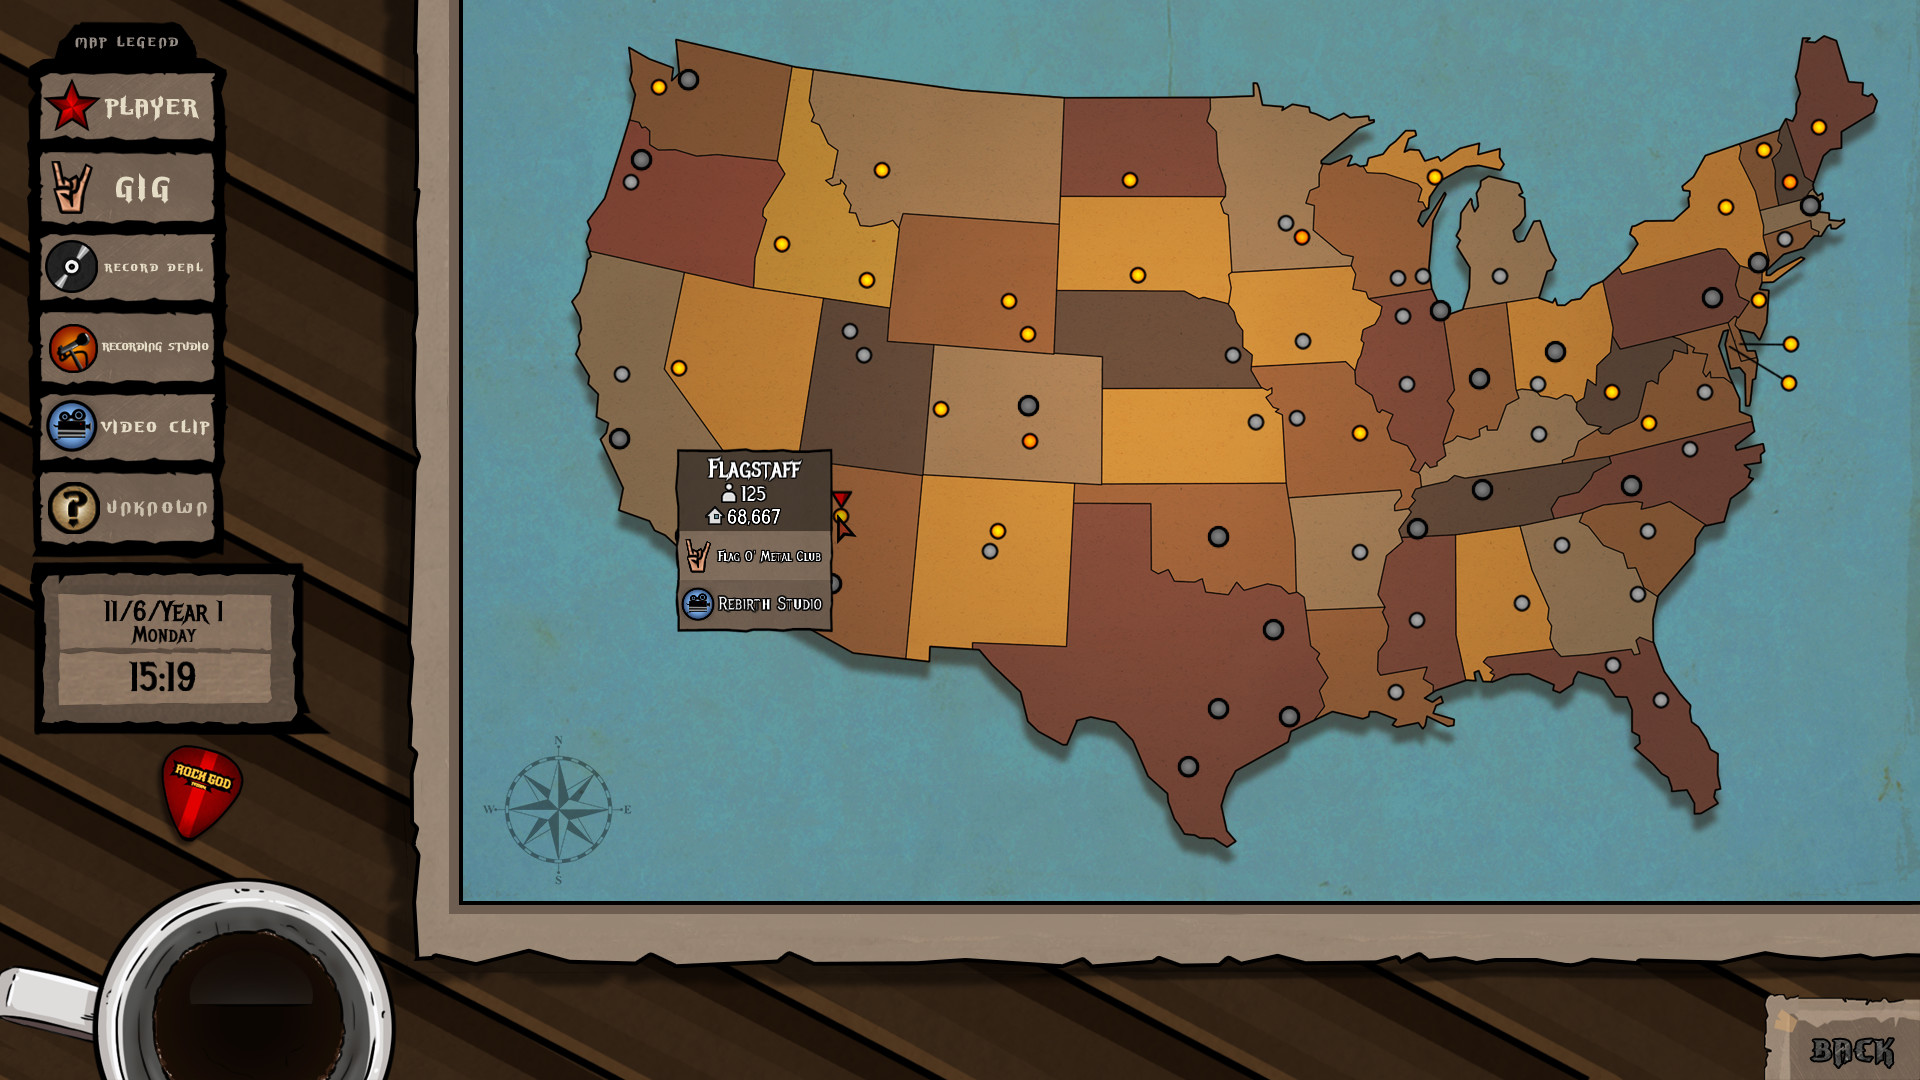 MAP LEGEND
PLAYER
GIG
RECORD DEAL
RECORDING STUDIO
VIDEO CLIP
UNKNOWN
11/6/YEAR 1
MONDAY
15:19
ROCK GOD
TYCOON
FLAGSTAFF
125
68,667
FLAG O' METAL CLUB
REBIRTH STUDIO
N
W
E
S
BACK